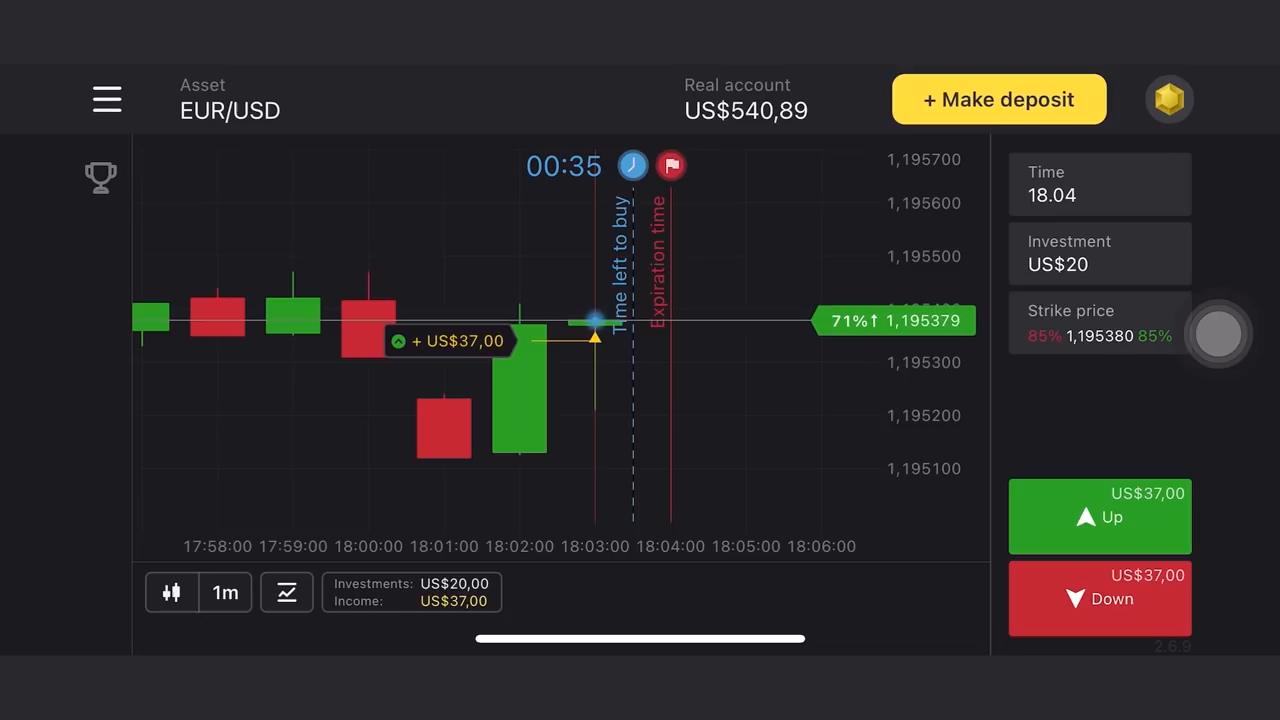 Asset
EUR/USD
Real account
US$540,89
+ Make deposit
00:35
Time left to buy
Expiration time
1,195700
1,195600
1,195500
71%↑ 1,195379
1,195300
1,195200
1,195100
+ US$37,00
17:58:00 17:59:00 18:00:00 18:01:00 18:02:00 18:03:00 18:04:00 18:05:00 18:06:00
1m
Investments: US$20,00
Income: US$37,00
Time
18.04
Investment
US$20
Strike price
85% 1,195380 85%
US$37,00
Up
US$37,00
Down
2.6.9